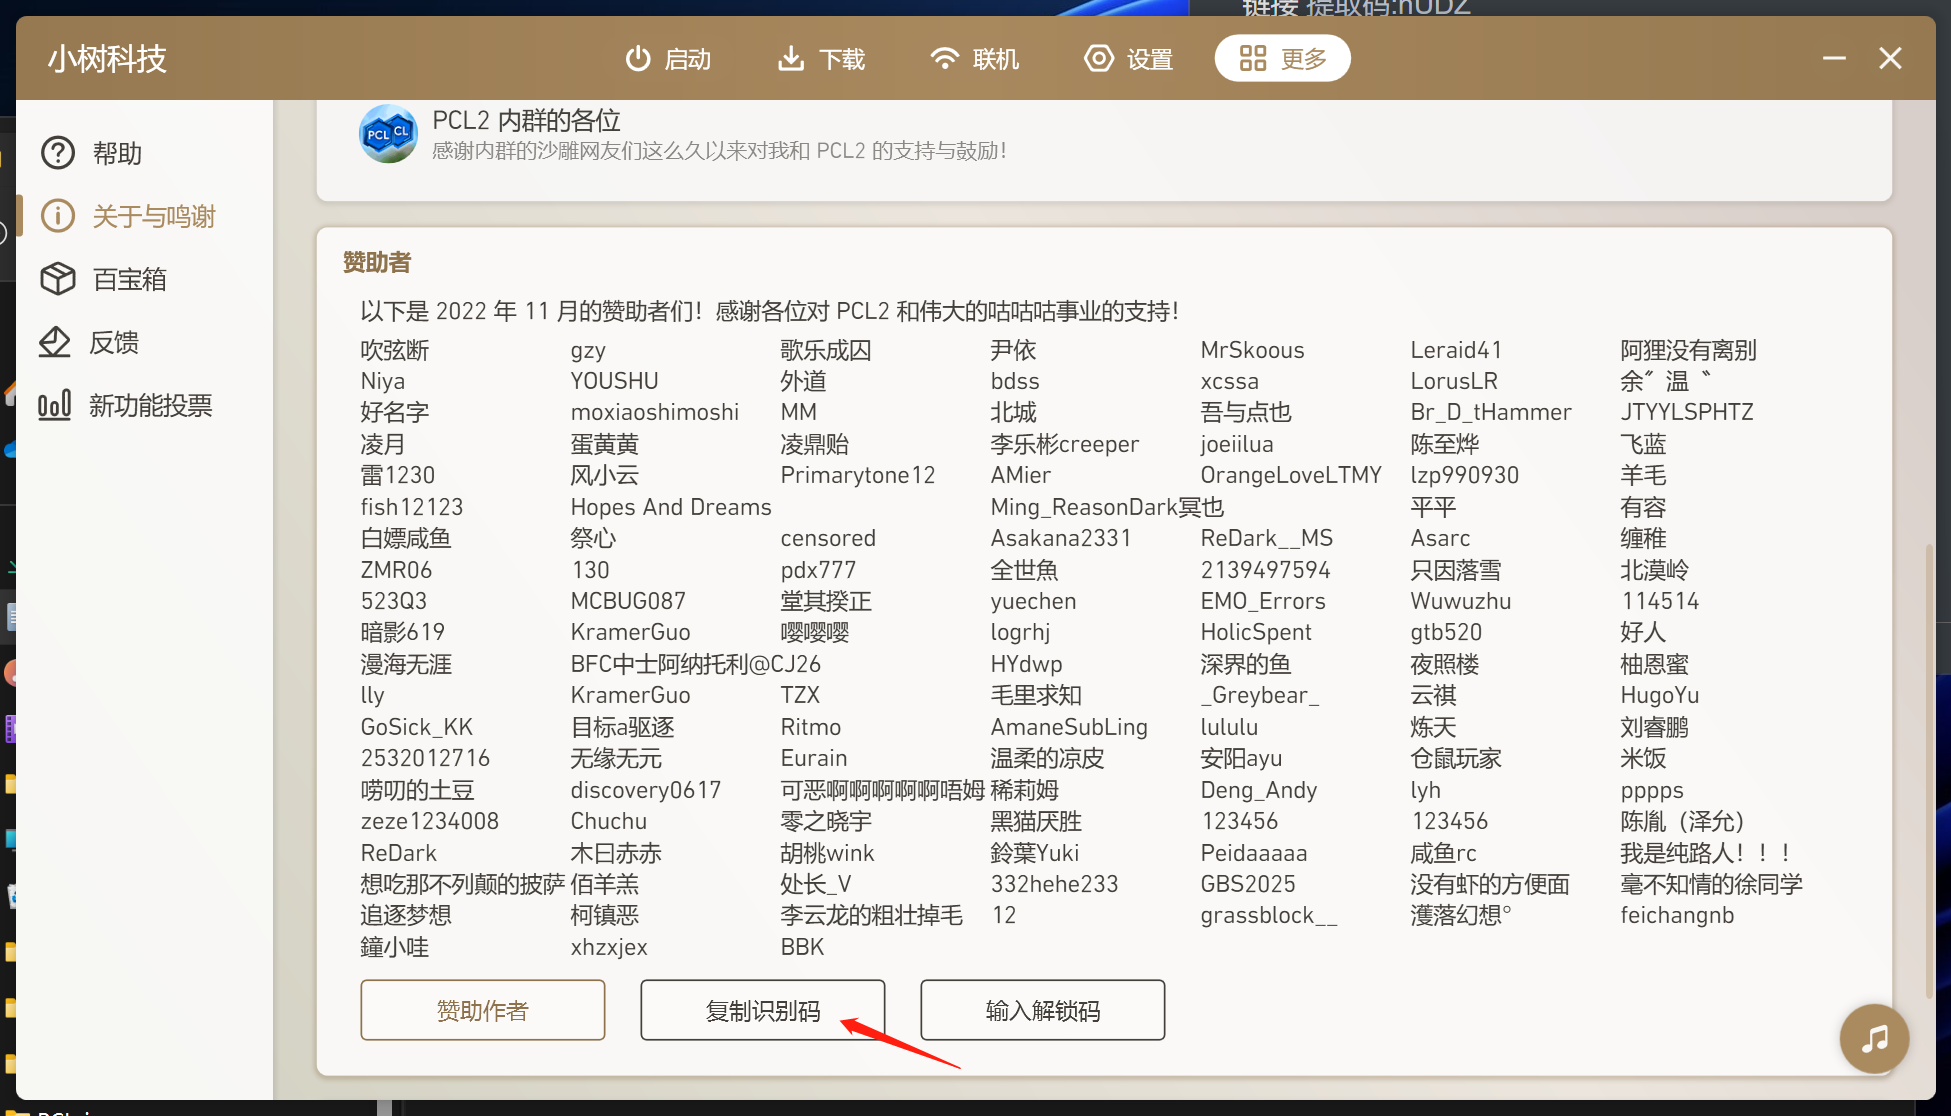 链接 提取码:nUDZ
小树科技
启动 下载 联机 设置 更多
帮助
关于与鸣谢
百宝箱
反馈
新功能投票
PCL CL
PCL2 内群的各位
感谢内群的沙雕网友们这么久以来对我和 PCL2 的支持与鼓励！
赞助者
以下是 2022 年 11 月的赞助者们！感谢各位对 PCL2 和伟大的咕咕咕事业的支持！
吹弦断 gzy 歌乐成囚 尹依 MrSkoous Leraid41 阿狸没有离别
Niya YOUSHU 外道 bdss xcssa LorusLR 余〞温〝
好名字 moxiaoshimoshi MM 北城 吾与点也 Br_D_tHammer JTYYLSPHTZ
凌月 蛋黄黄 凌鼎贻 李乐彬creeper joeiilua 陈至烨 飞蓝
雷1230 风小云 Primarytone12 AMier OrangeLoveLTMY lzp990930 羊毛
fish12123 Hopes And Dreams Ming_ReasonDark冥也 平平 有容
白嫖咸鱼 祭心 censored Asakana2331 ReDark__MS Asarc 缠稚
ZMR06 130 pdx777 全世魚 2139497594 只因落雪 北漠岭
523Q3 MCBUG087 堂其揆正 yuechen EMO_Errors Wuwuzhu 114514
暗影619 KramerGuo 嘤嘤嘤 logrhj HolicSpent gtb520 好人
漫海无涯 BFC中士阿纳托利@CJ26 HYdwp 深界的鱼 夜照楼 柚恩蜜
lly KramerGuo TZX 毛里求知 _Greybear_ 云祺 HugoYu
GoSick_KK 目标a驱逐 Ritmo AmaneSubLing lululu 炼天 刘睿鹏
2532012716 无缘无元 Eurain 温柔的凉皮 安阳ayu 仓鼠玩家 米饭
唠叨的土豆 discovery0617 可恶啊啊啊啊啊唔姆 稀莉姆 Deng_Andy lyh pppps
zeze1234008 Chuchu 零之晓宇 黑猫厌胜 123456 123456 陈胤（泽允）
ReDark 木曰赤赤 胡桃wink 鈴葉Yuki Peidaaaaa 咸鱼rc 我是纯路人！！！
想吃那不列颠的披萨 佰羊羔 处长_V 332hehe233 GBS2025 没有虾的方便面 毫不知情的徐同学
追逐梦想 柯镇恶 李云龙的粗壮掉毛 12 grassblock__ 濩落幻想° feichangnb
鐘小哇 xhzxjex BBK
赞助作者 复制识别码 输入解锁码